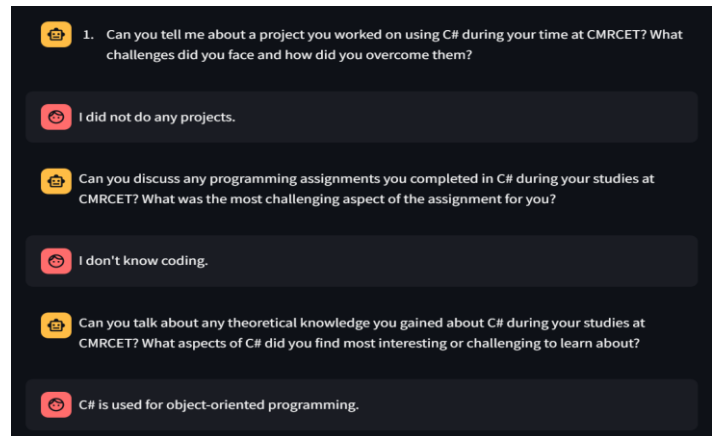 1. Can you tell me about a project you worked on using C# during your time at CMRCET? What
challenges did you face and how did you overcome them?
I did not do any projects.
Can you discuss any programming assignments you completed in C# during your studies at
CMRCET? What was the most challenging aspect of the assignment for you?
I don't know coding.
Can you talk about any theoretical knowledge you gained about C# during your studies at
CMRCET? What aspects of C# did you find most interesting or challenging to learn about?
C# is used for object-oriented programming.